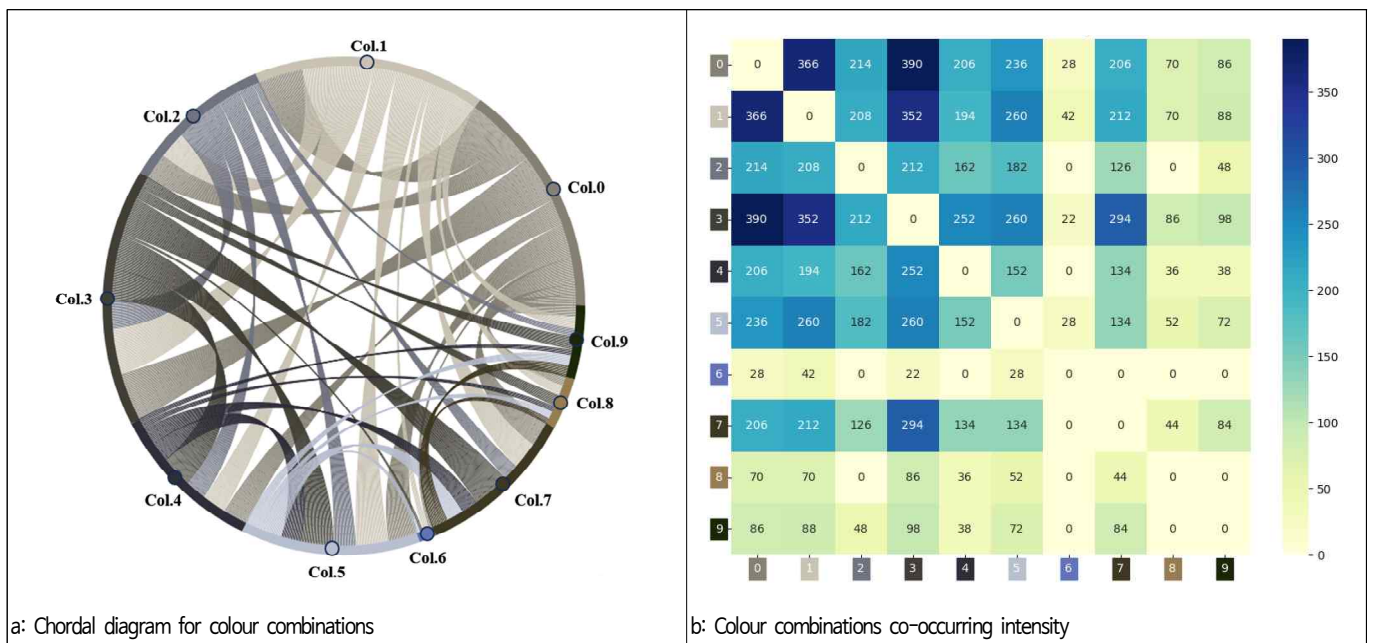 Col.1
Col.2
Col.0
Col.3
Col.9
Col.8
Col.4
Col.7
Col.5
Col.6
a: Chordal diagram for colour combinations
0 0 366 214 390 206 236 28 206 70 86
1 366 0 208 352 194 260 42 212 70 88
2 214 208 0 212 162 182 0 126 0 48
3 390 352 212 0 252 260 22 294 86 98
4 206 194 162 252 0 152 0 134 36 38
5 236 260 182 260 152 0 28 134 52 72
6 28 42 0 22 0 28 0 0 0 0
7 206 212 126 294 134 134 0 0 44 84
8 70 70 0 86 36 52 0 44 0 0
9 86 88 48 98 38 72 0 84 0 0
0 1 2 3 4 5 6 7 8 9
350
300
250
200
150
100
50
0
b: Colour combinations co-occurring intensity